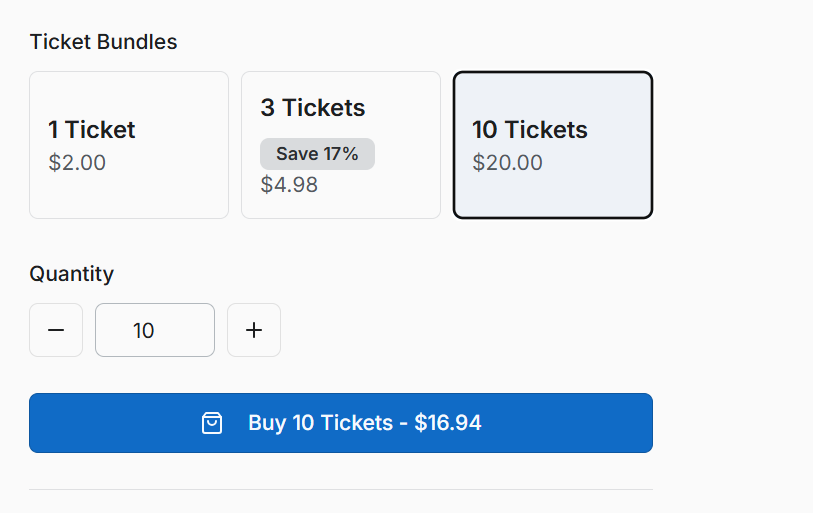 Ticket Bundles
1 Ticket
$2.00
3 Tickets
Save 17%
$4.98
10 Tickets
$20.00
Quantity
10
Buy 10 Tickets - $16.94